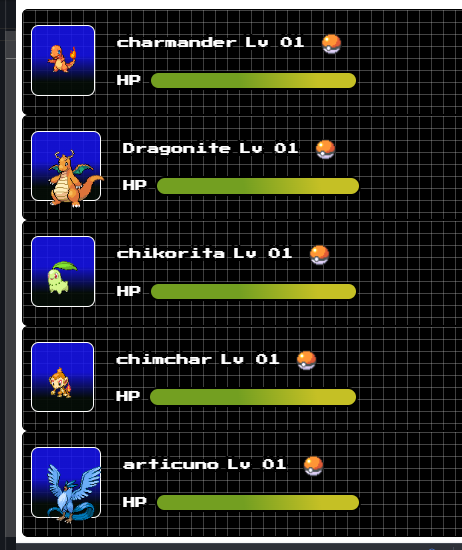 charmander Lv 01
HP
Dragonite Lv 01
HP
chikorita Lv 01
HP
chimchar Lv 01
HP
articuno Lv 01
HP